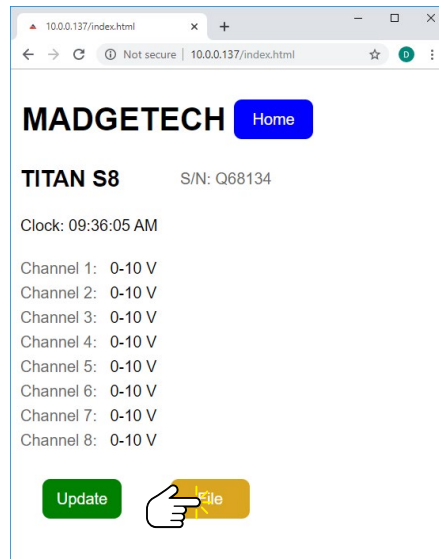 10.0.0.137/index.html
Not secure | 10.0.0.137/index.html D
MADGETECH Home
TITAN S8 S/N: Q68134
Clock: 09:36:05 AM
Channel 1: 0-10 V
Channel 2: 0-10 V
Channel 3: 0-10 V
Channel 4: 0-10 V
Channel 5: 0-10 V
Channel 6: 0-10 V
Channel 7: 0-10 V
Channel 8: 0-10 V
Update File